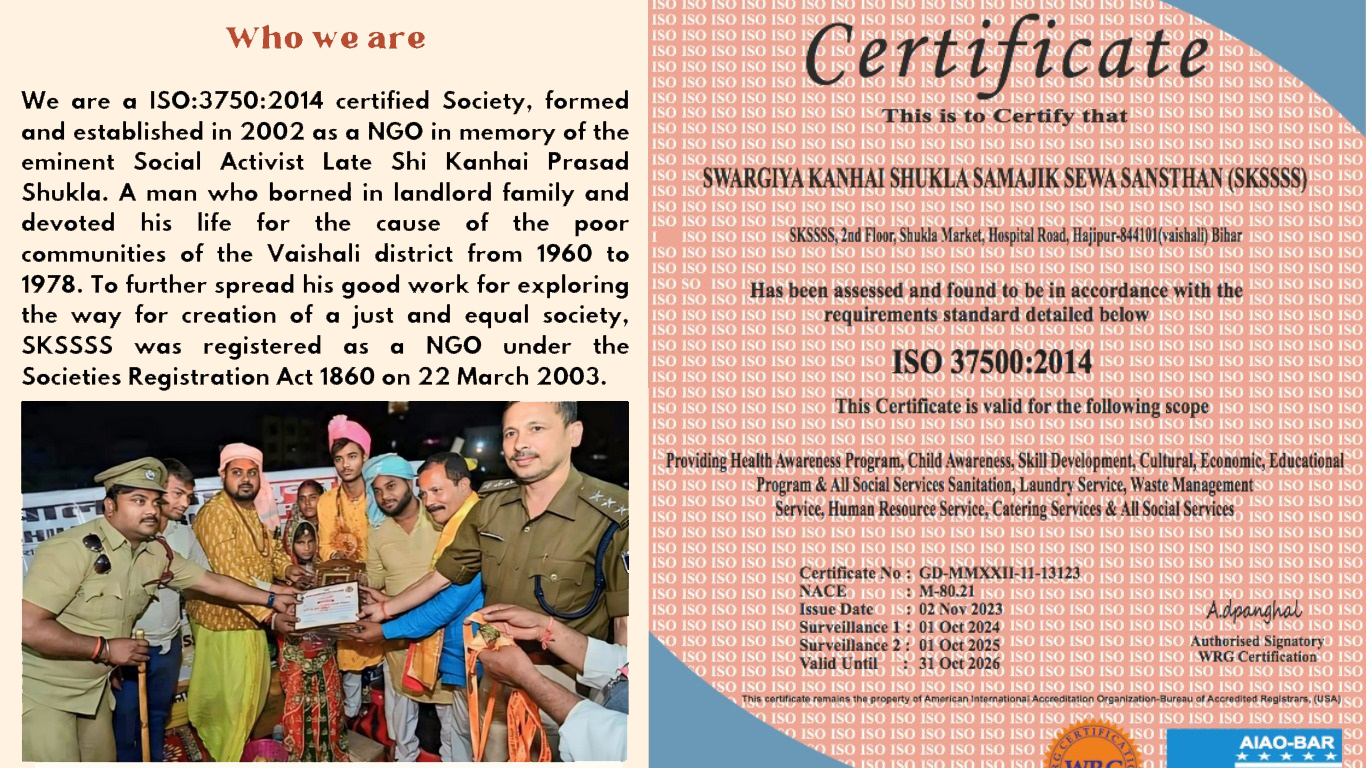 Who we are
We are a ISO:3750:2014 certified Society, formed
and established in 2002 as a NGO in memory of the
eminent Social Activist Late Shi Kanhai Prasad
Shukla. A man who borned in landlord family and
devoted his life for the cause of the poor
communities of the Vaishali district from 1960 to
1978. To further spread his good work for exploring
the way for creation of a just and equal society,
SKSSSS was registered as a NGO under the
Societies Registration Act 1860 on 22 March 2003.
Certificate
This is to Certify that
SWARGIYA KANHAI SHUKLA SAMAJIK SEWA SANSTHAN (SKSSSS)
SKSSSS, 2nd Floor, Shukla Market, Hospital Road, Hajipur-844101(vaishali) Bihar
Has been assessed and found to be in accordance with the
requirements standard detailed below
ISO 37500:2014
This Certificate is valid for the following scope
Providing Health Awareness Program, Child Awareness, Skill Development, Cultural, Economic, Educational
Program & All Social Services Sanitation, Laundry Service, Waste Management
Service, Human Resource Service, Catering Services & All Social Services
Certificate No : GD-MMXXII-11-13123
NACE : M-80.21
Issue Date : 02 Nov 2023
Surveillance 1 : 01 Oct 2024
Surveillance 2 : 01 Oct 2025
Valid Until : 31 Oct 2026
Adpanghal
Authorised Signatory
WRG Certification
This certificate remains the property of American International Accreditation Organization-Bureau of Accredited Registrars, (USA)
WRG
AIAO-BAR